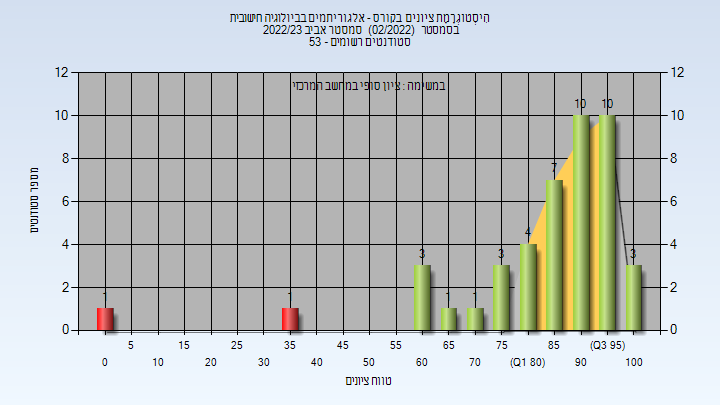 היסטוגרמת ציונים בקורס - אלגוריתמים בביולוגיה חישובית
בסמסטר (02/2022) סמסטר אביב 2022/23
סטודנטים רשומים - 53
במשימה : ציון סופי במחשב המרכזי
מספר סטודנטים
12 12
10 10
8 8
6 6
4 4
2 2
0 0
1 1 3 1 1 3 4 7 10 10 3
5 15 25 35 45 55 65 75 85 (Q3 95)
0 10 20 30 40 50 60 70 (Q1 80) 90 100
טווח ציונים